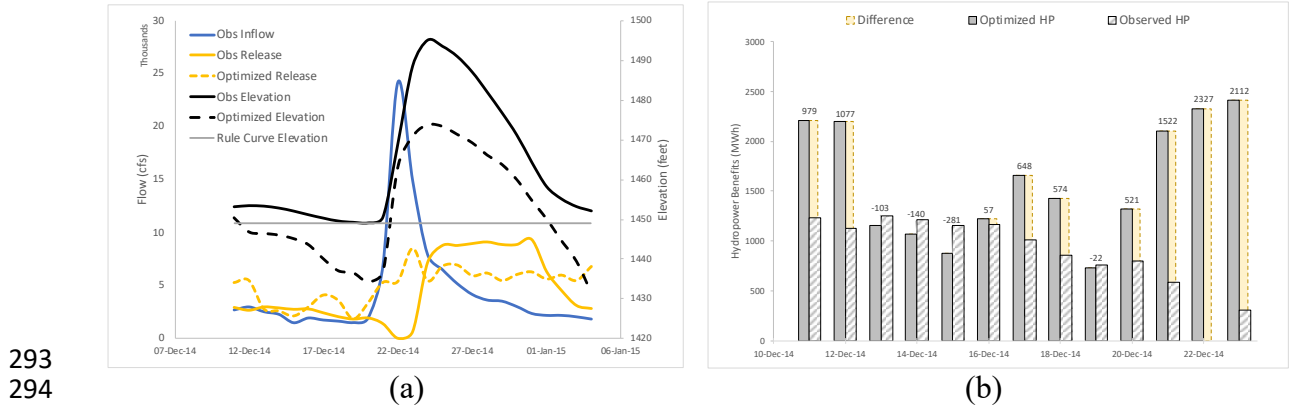 30
25
20
15
10
5
0
Thousands
Flow (cfs)
Obs Inflow
Obs Release
Optimized Release
Obs Elevation
Optimized Elevation
Rule Curve Elevation
1500
1490
1480
1470
1460
1450
1440
1430
1420
Elevation (feet)
07-Dec-14 12-Dec-14 17-Dec-14 22-Dec-14 27-Dec-14 01-Jan-15 06-Jan-15
Difference Optimized HP Observed HP
3000
2500
2000
1500
1000
500
0
Hydropower Benefits (MWh)
979 1077 -103 -140 -281 57 648 574 -22 521 1522 2327 2112
10-Dec-14 12-Dec-14 14-Dec-14 16-Dec-14 18-Dec-14 20-Dec-14 22-Dec-14
293
294 (a) (b)